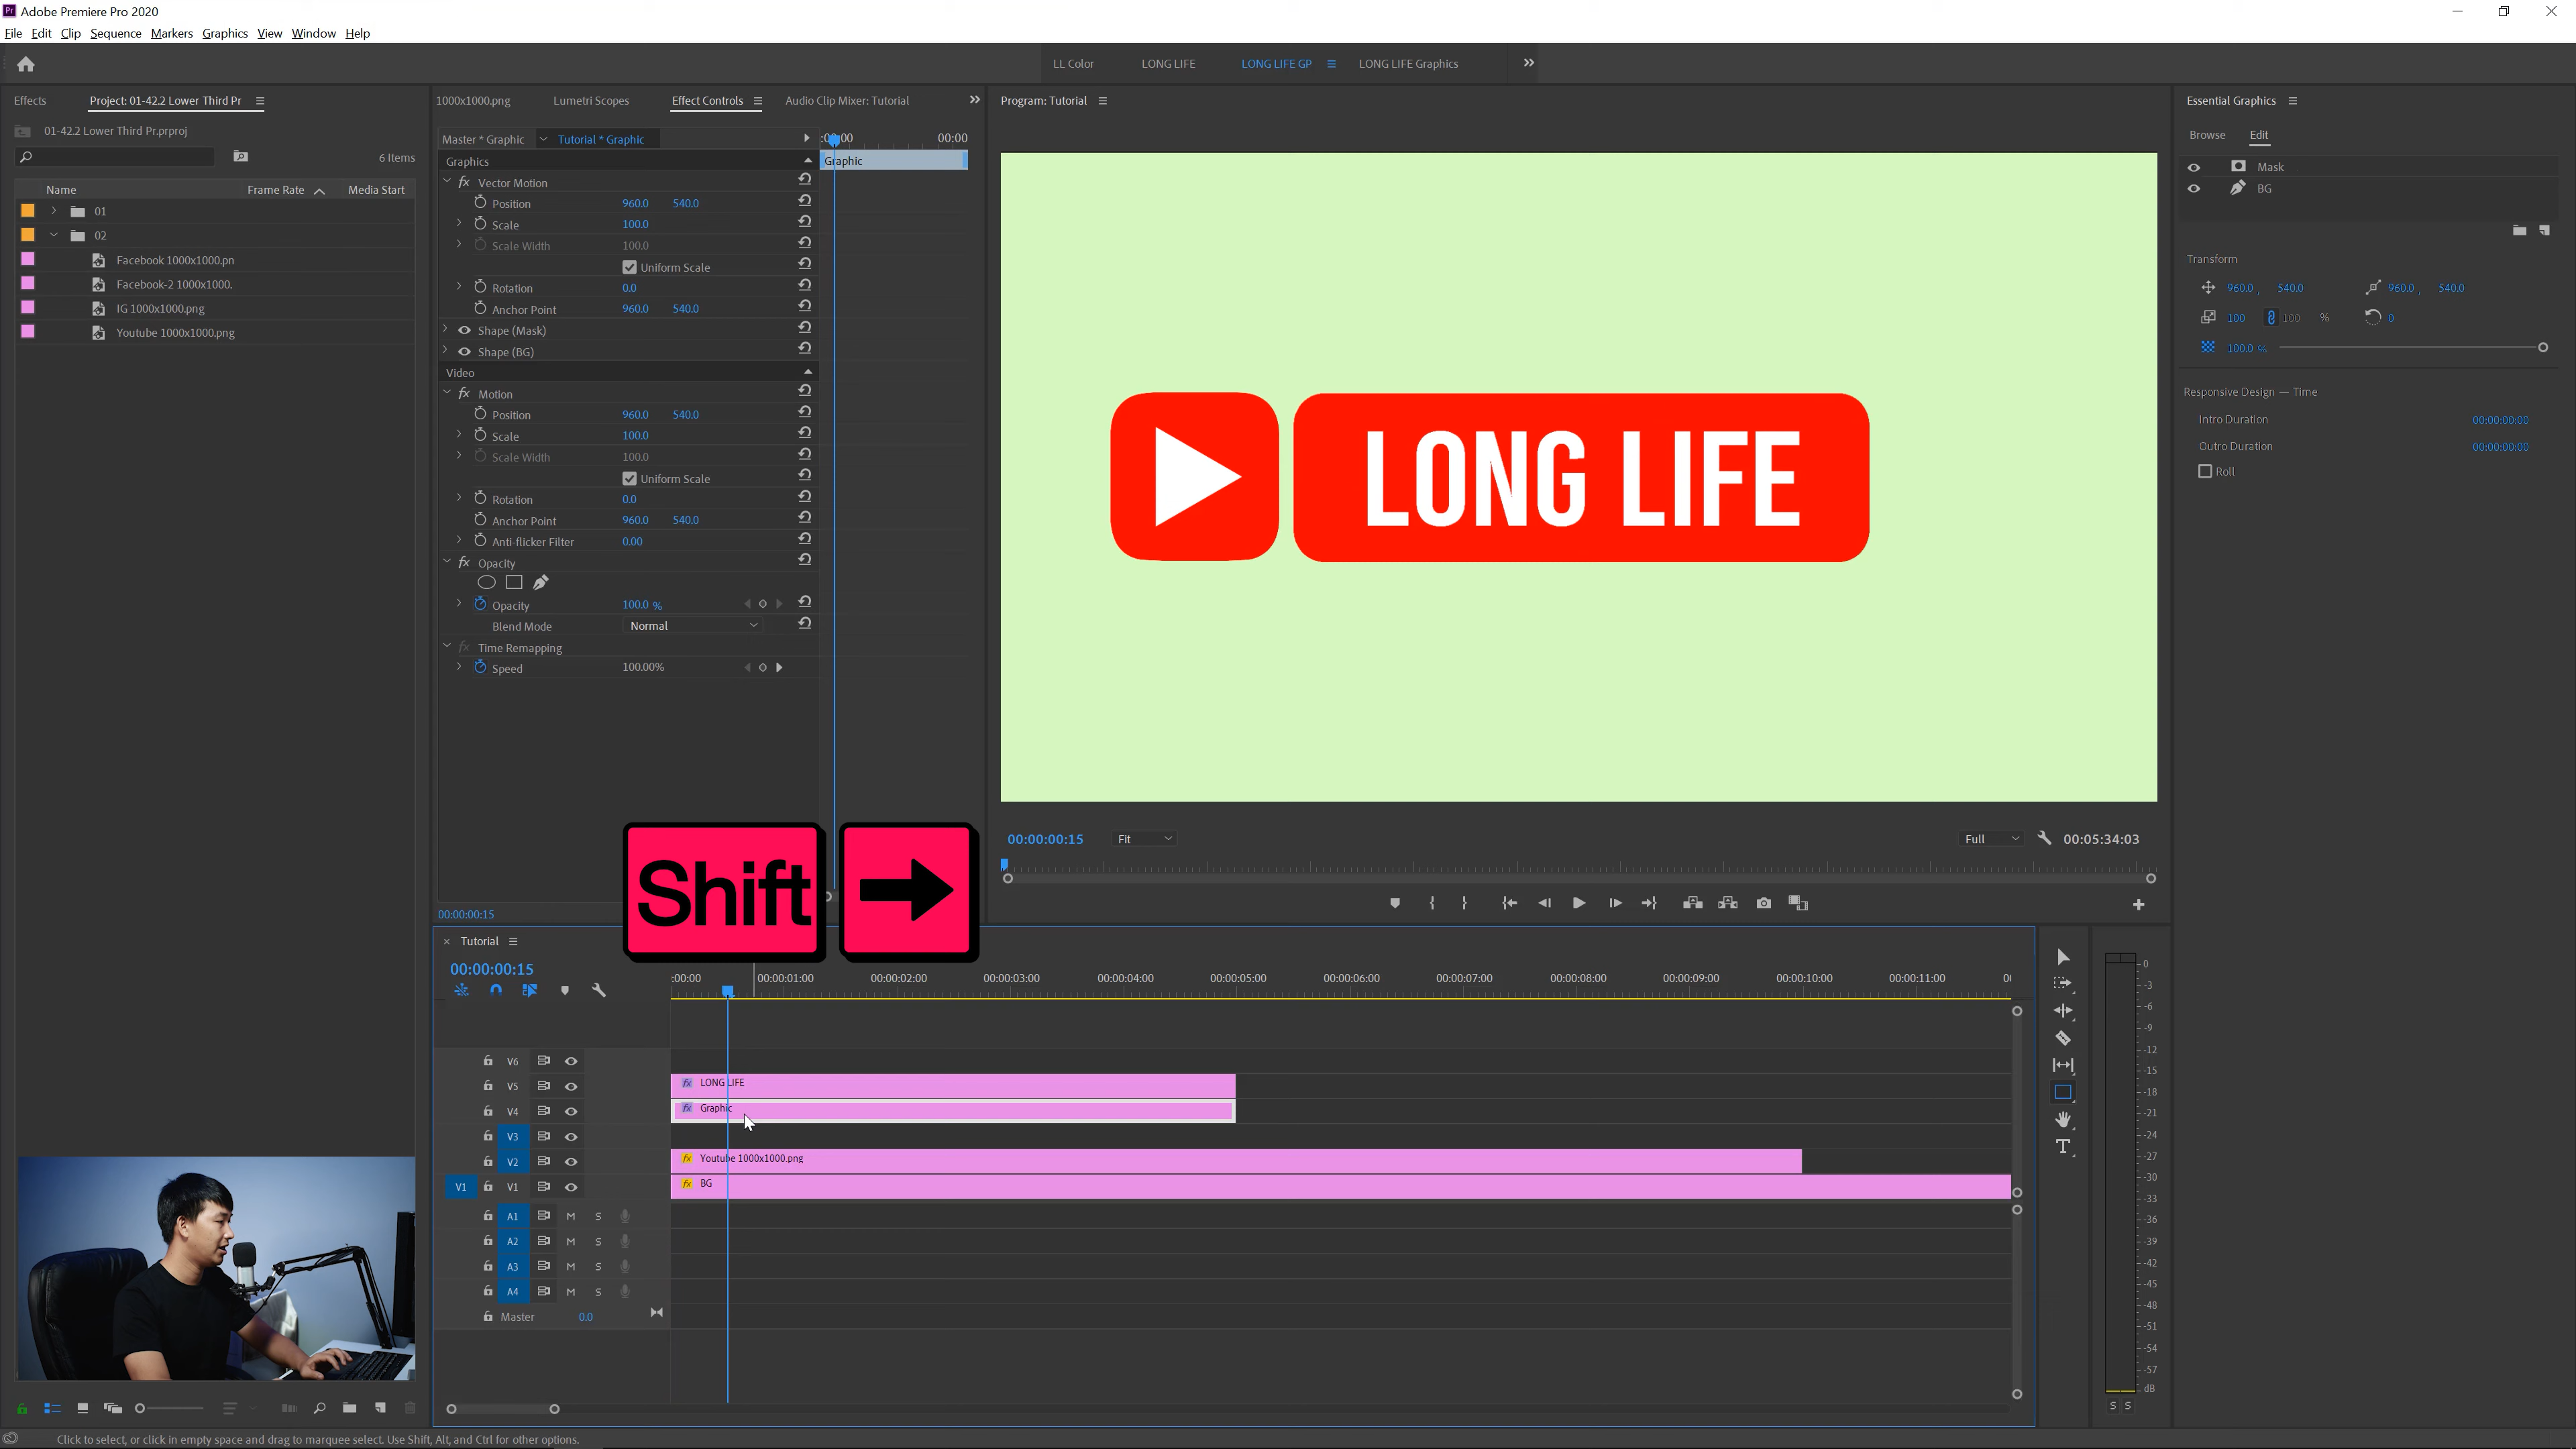 Pr Adobe Premiere Pro 2020
File Edit Clip Sequence Markers Graphics View Window Help
LL Color LONG LIFE LONG LIFE GP LONG LIFE Graphics
Effects Project: 01-42.2 Lower Third Pr
01-42.2 Lower Third Pr.prproj
6 Items
Name Frame Rate Media Start
01
02
Facebook 1000x1000.pn
Facebook-2 1000x1000.
IG 1000x1000.png
Youtube 1000x1000.png
1000x1000.png Lumetri Scopes Effect Controls Audio Clip Mixer: Tutorial
Master * Graphic Tutorial * Graphic :00:00 00:00
Graphics Graphic
fx Vector Motion
Position 960.0 540.0
Scale 100.0
Scale Width 100.0
Uniform Scale
Rotation 0.0
Anchor Point 960.0 540.0
Shape (Mask)
Shape (BG)
Video
fx Motion
Position 960.0 540.0
Scale 100.0
Scale Width 100.0
Uniform Scale
Rotation 0.0
Anchor Point 960.0 540.0
Anti-flicker Filter 0.00
fx Opacity
Opacity 100.0 %
Blend Mode Normal
fx Time Remapping
Speed 100.00%
00:00:00:15
Shift
Program: Tutorial
LONG LIFE
00:00:00:15 Fit Full 00:05:34:03
Essential Graphics
Browse Edit
Mask
BG
Transform
960.0 , 540.0 960.0 , 540.0
100 100 % 0
100.0 %
Responsive Design — Time
Intro Duration 00:00:00:00
Outro Duration 00:00:00:00
Roll
× Tutorial
00:00:00:15
:00:00 00:00:01:00 00:00:02:00 00:00:03:00 00:00:04:00 00:00:05:00 00:00:06:00 00:00:07:00 00:00:08:00 00:00:09:00 00:00:10:00 00:00:11:00 00
V6
V5 fx LONG LIFE
V4 fx Graphic
V3
V2 fx Youtube 1000x1000.png
V1 V1 fx BG
A1 M S
A2 M S
A3 M S
A4 M S
Master 0.0
0
-3
-6
-9
-12
-15
-18
-21
-24
-27
-30
-33
-36
-39
-42
-45
-48
-51
-54
-57
dB
S S
Click to select, or click in empty space and drag to marquee select. Use Shift, Alt, and Ctrl for other options.